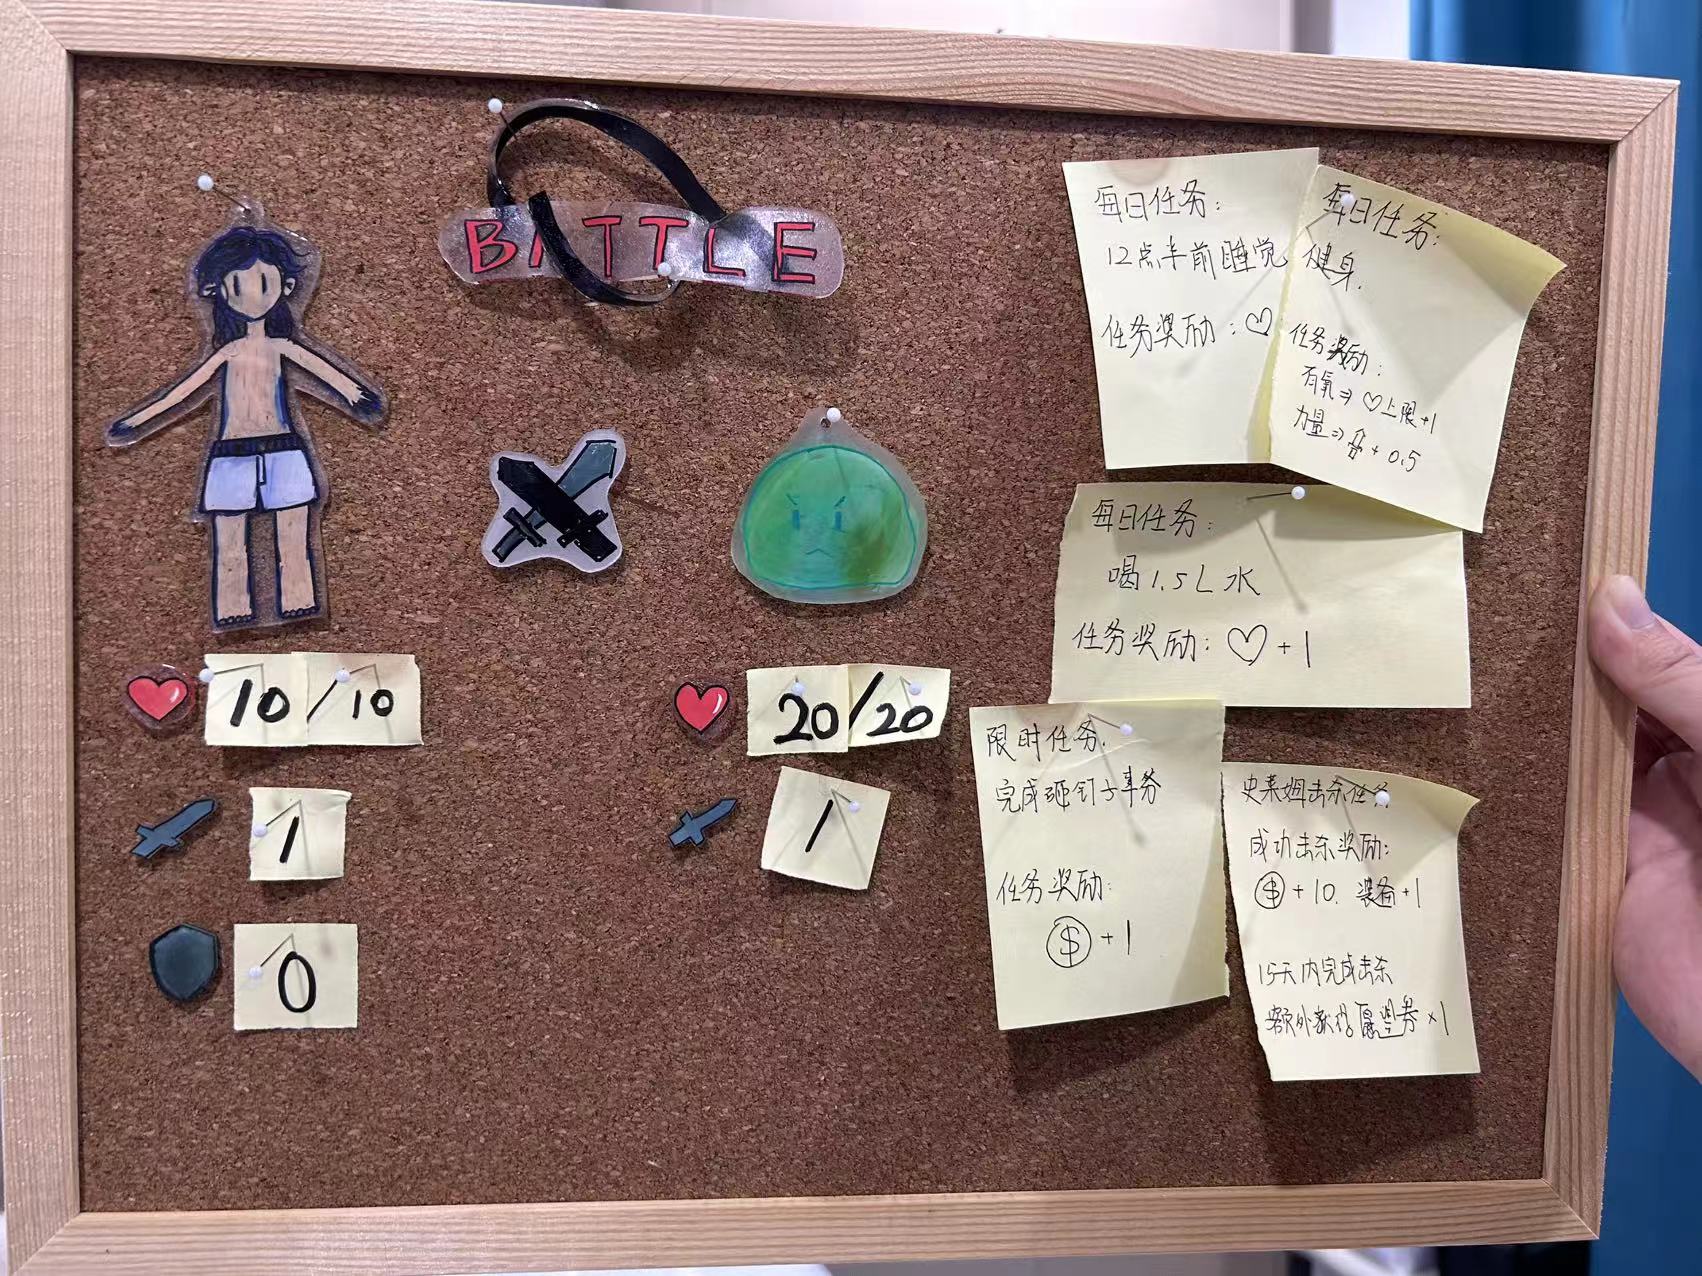 BATTLE
10/10
1
0
20/20
1
每日任务:
12点半前睡觉
任务奖励:♡
每日任务:
健身.
任务奖励:
有氧⇒♡上限+1
力量⇒ + 0.5
每日任务:
喝1.5L水
任务奖励:♡+1
限时任务:
完成砸钉子事务
任务奖励:
$ +1
史莱姆击杀任务
成功击杀奖励:
$ +10. 装备+1
15天内完成击杀
额外获得愿望券×1